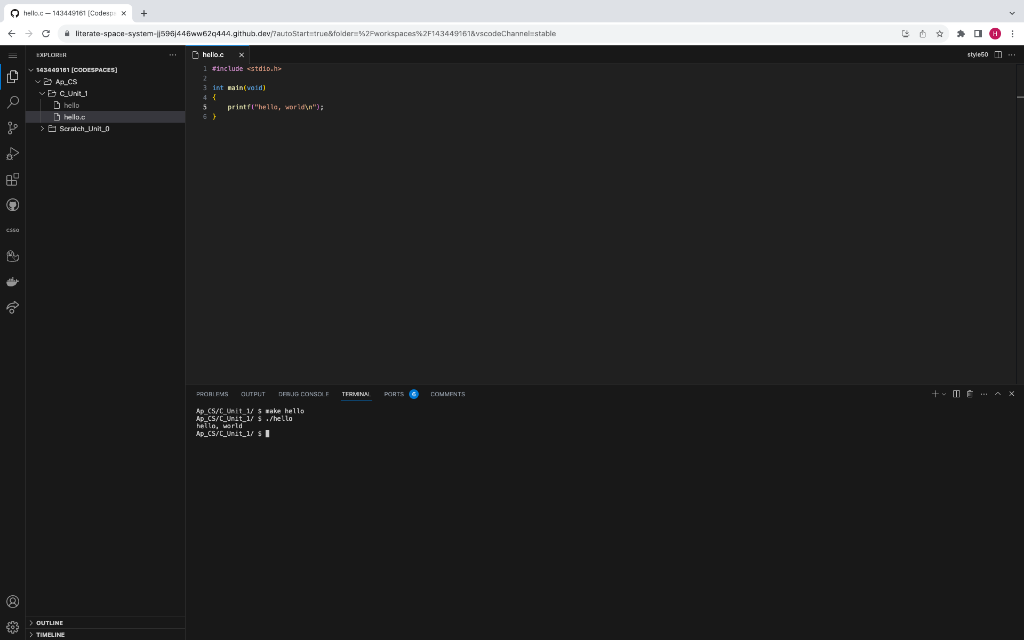 hello.c — 143449161 [Codesp
literate-space-system-jj596j446ww62q444.github.dev/?autoStart=true&folder=%2Fworkspaces%2F143449161&vscodeChannel=stable
H
EXPLORER
143449161 [CODESPACES]
Ap_CS
C_Unit_1
hello
hello.c
Scratch_Unit_0
CS50
OUTLINE
TIMELINE
hello.c
style50
1 #include <stdio.h>
2
3 int main(void)
4 {
5 printf("hello, world\n");
6 }
PROBLEMS OUTPUT DEBUG CONSOLE TERMINAL PORTS 6 COMMENTS
Ap_CS/C_Unit_1/ $ make hello
Ap_CS/C_Unit_1/ $ ./hello
hello, world
Ap_CS/C_Unit_1/ $